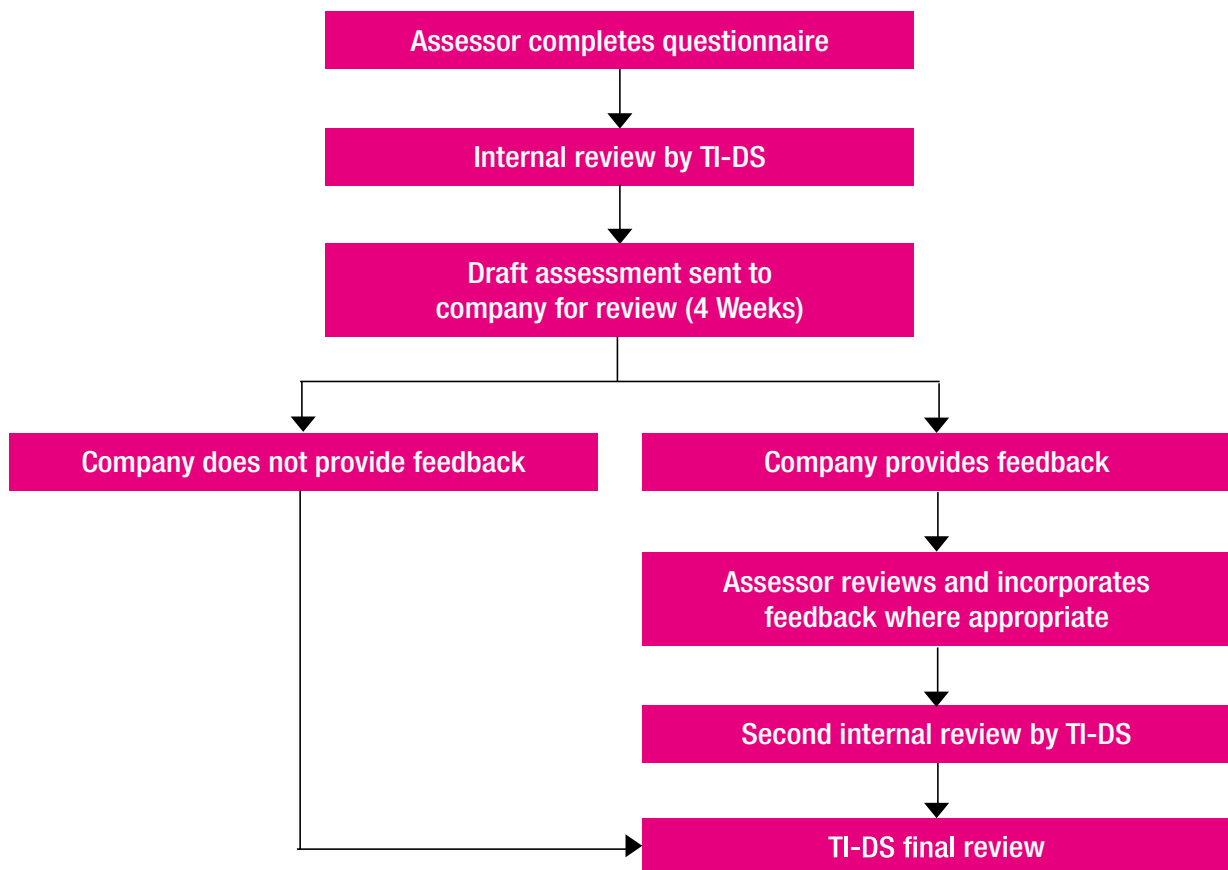 Assessor completes questionnaire
Internal review by TI-DS
Draft assessment sent to
company for review (4 Weeks)
Company does not provide feedback
Company provides feedback
Assessor reviews and incorporates
feedback where appropriate
Second internal review by TI-DS
TI-DS final review